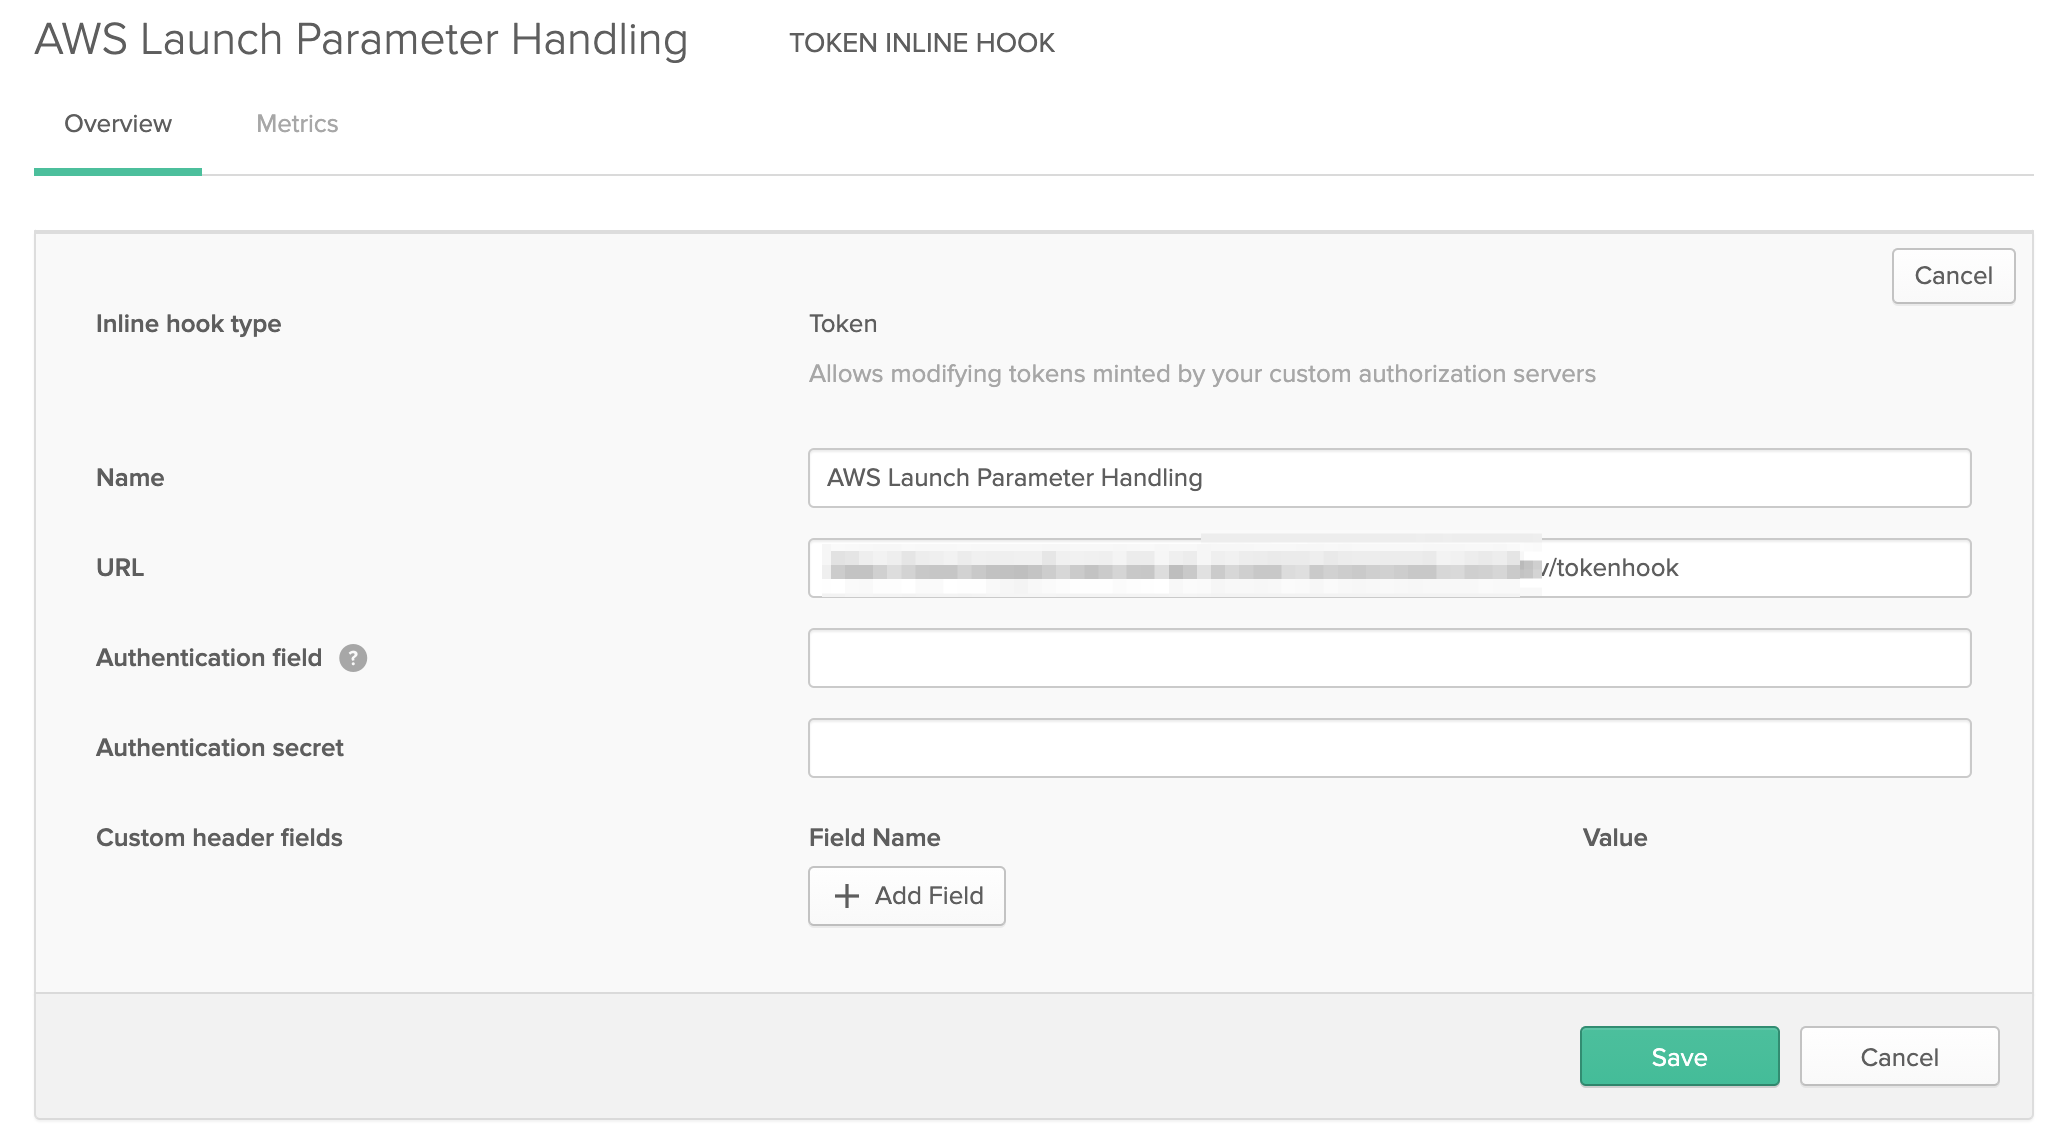 AWS Launch Parameter Handling TOKEN INLINE HOOK
Overview Metrics
Cancel
Inline hook type Token
Allows modifying tokens minted by your custom authorization servers
Name AWS Launch Parameter Handling
URL /tokenhook
Authentication field ?
Authentication secret
Custom header fields Field Name Value
+ Add Field
Save Cancel